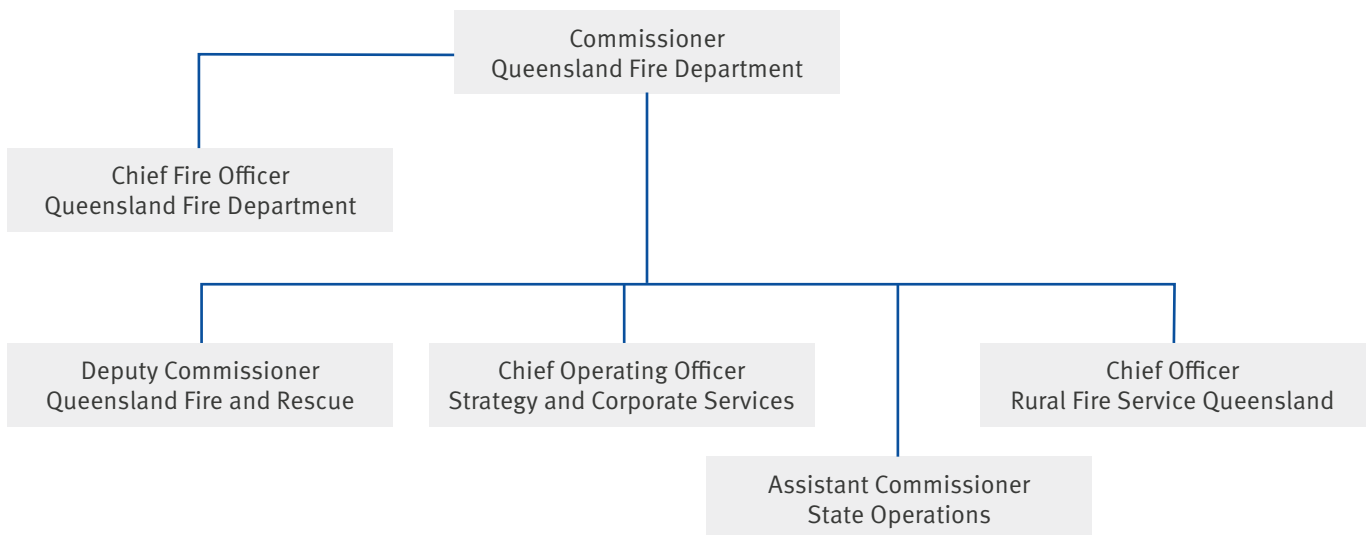 Commissioner
Queensland Fire Department
Chief Fire Officer
Queensland Fire Department
Deputy Commissioner
Queensland Fire and Rescue
Chief Operating Officer
Strategy and Corporate Services
Chief Officer
Rural Fire Service Queensland
Assistant Commissioner
State Operations